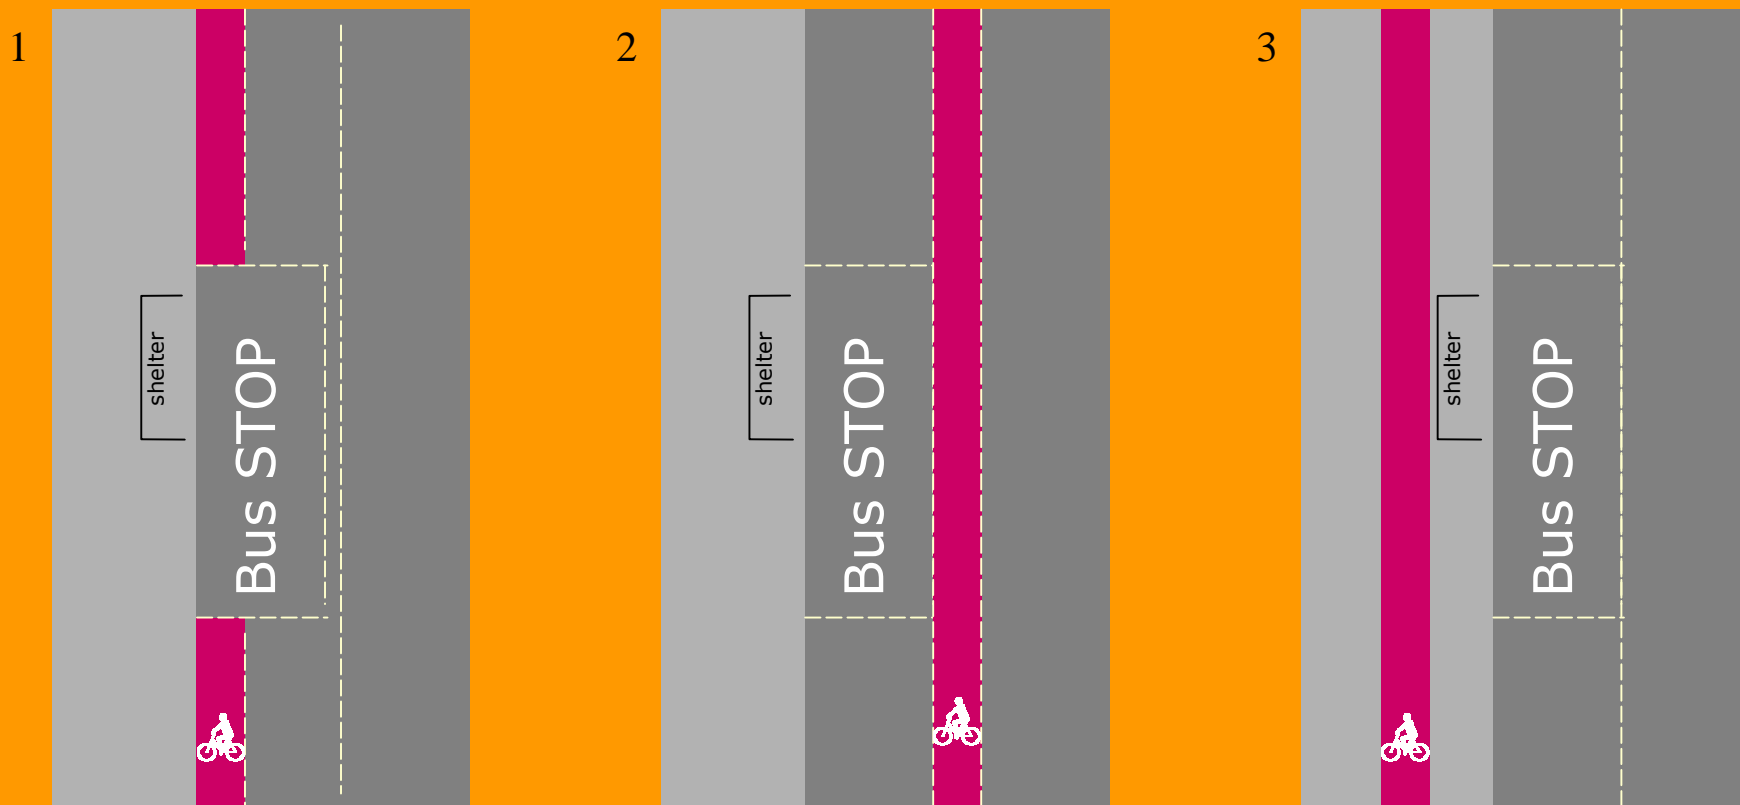 1
2
3
shelter
Bus STOP
shelter
Bus STOP
shelter
Bus STOP